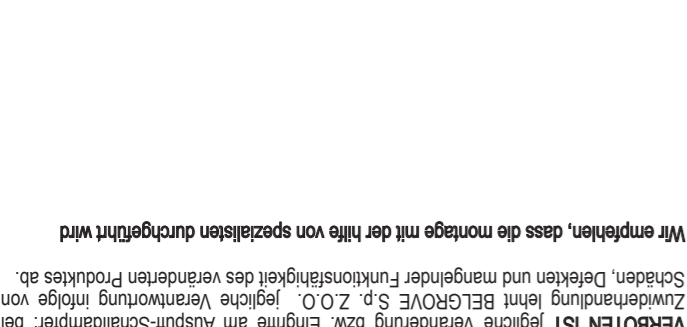 VERBOTEN IST jegliche Veränderung bzw. Eingriffe am Auspuff-Schalldämpfer: bei
Zuwiderhandlung lehnt BELGROVE S.p. Z.O.O. jegliche Verantwortung infolge von
Schäden, Defekten und mangelnder Funktionsfähigkeit des veränderten Produktes ab.
Wir empfehlen, dass die montage mit der hilfe von spezialisten durchgeführt wird